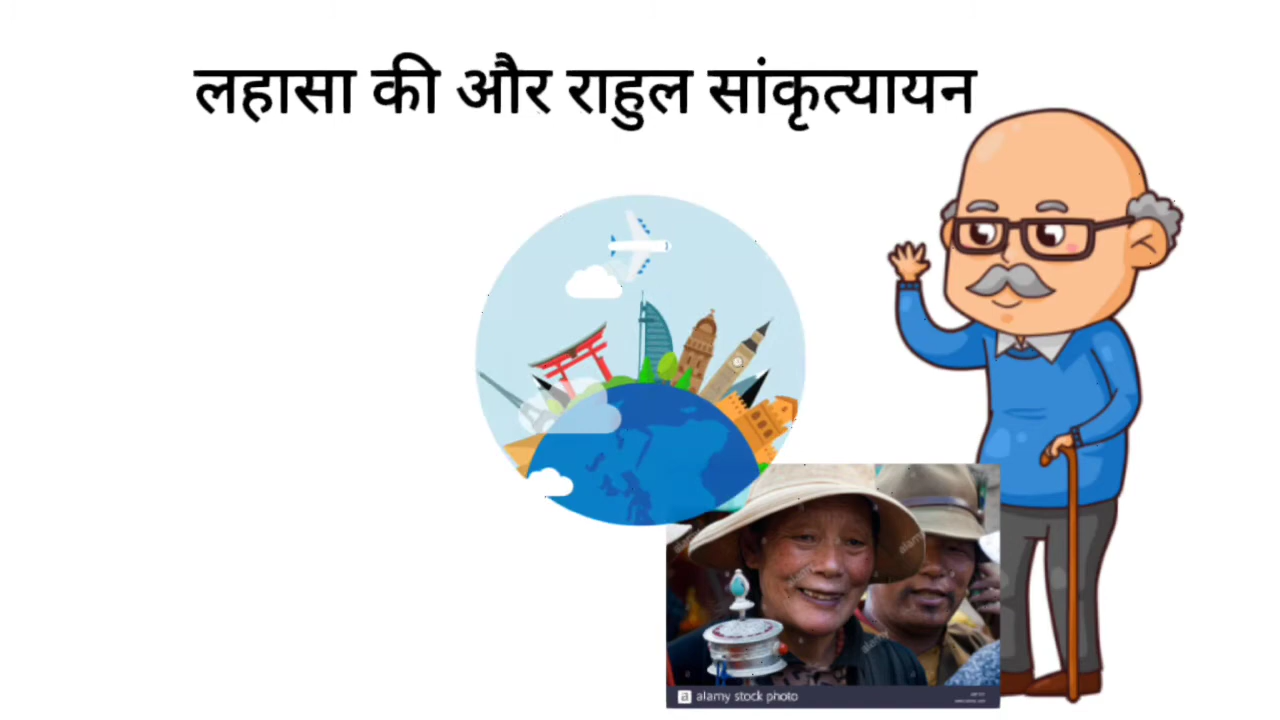 लहासा की और राहुल सांकृत्यायन
a alamy stock photo